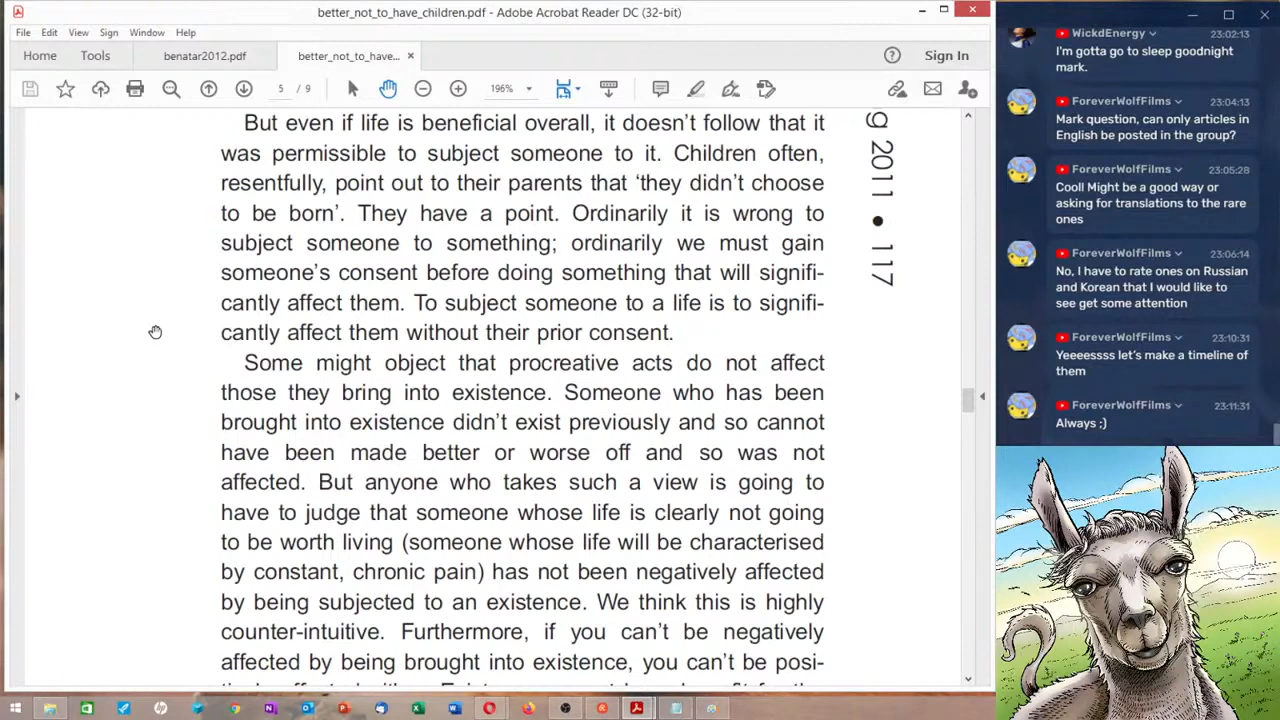 better_not_to_have_children.pdf - Adobe Acrobat Reader DC (32-bit)
File Edit View Sign Window Help
Home Tools benatar2012.pdf better_not_to_have... × Sign In
5 / 9 196%
But even if life is beneficial overall, it doesn't follow that it
was permissible to subject someone to it. Children often,
resentfully, point out to their parents that 'they didn't choose
to be born'. They have a point. Ordinarily it is wrong to
subject someone to something; ordinarily we must gain
someone's consent before doing something that will signifi-
cantly affect them. To subject someone to a life is to signifi-
cantly affect them without their prior consent.
Some might object that procreative acts do not affect
those they bring into existence. Someone who has been
brought into existence didn't exist previously and so cannot
have been made better or worse off and so was not
affected. But anyone who takes such a view is going to
have to judge that someone whose life is clearly not going
to be worth living (someone whose life will be characterised
by constant, chronic pain) has not been negatively affected
by being subjected to an existence. We think this is highly
counter-intuitive. Furthermore, if you can't be negatively
affected by being brought into existence, you can't be posi-
g 2011 • 117
WickdEnergy 23:02:13
I'm gotta go to sleep goodnight
mark.
ForeverWolfFilms 23:04:13
Mark question, can only articles in
English be posted in the group?
ForeverWolfFilms 23:05:28
Cooll Might be a good way or
asking for translations to the rare
ones
ForeverWolfFilms 23:06:14
No, I have to rate ones on Russian
and Korean that I would like to
see get some attention
ForeverWolfFilms 23:10:31
Yeeeessss let's make a timeline of
them
ForeverWolfFilms 23:11:31
Always ;)